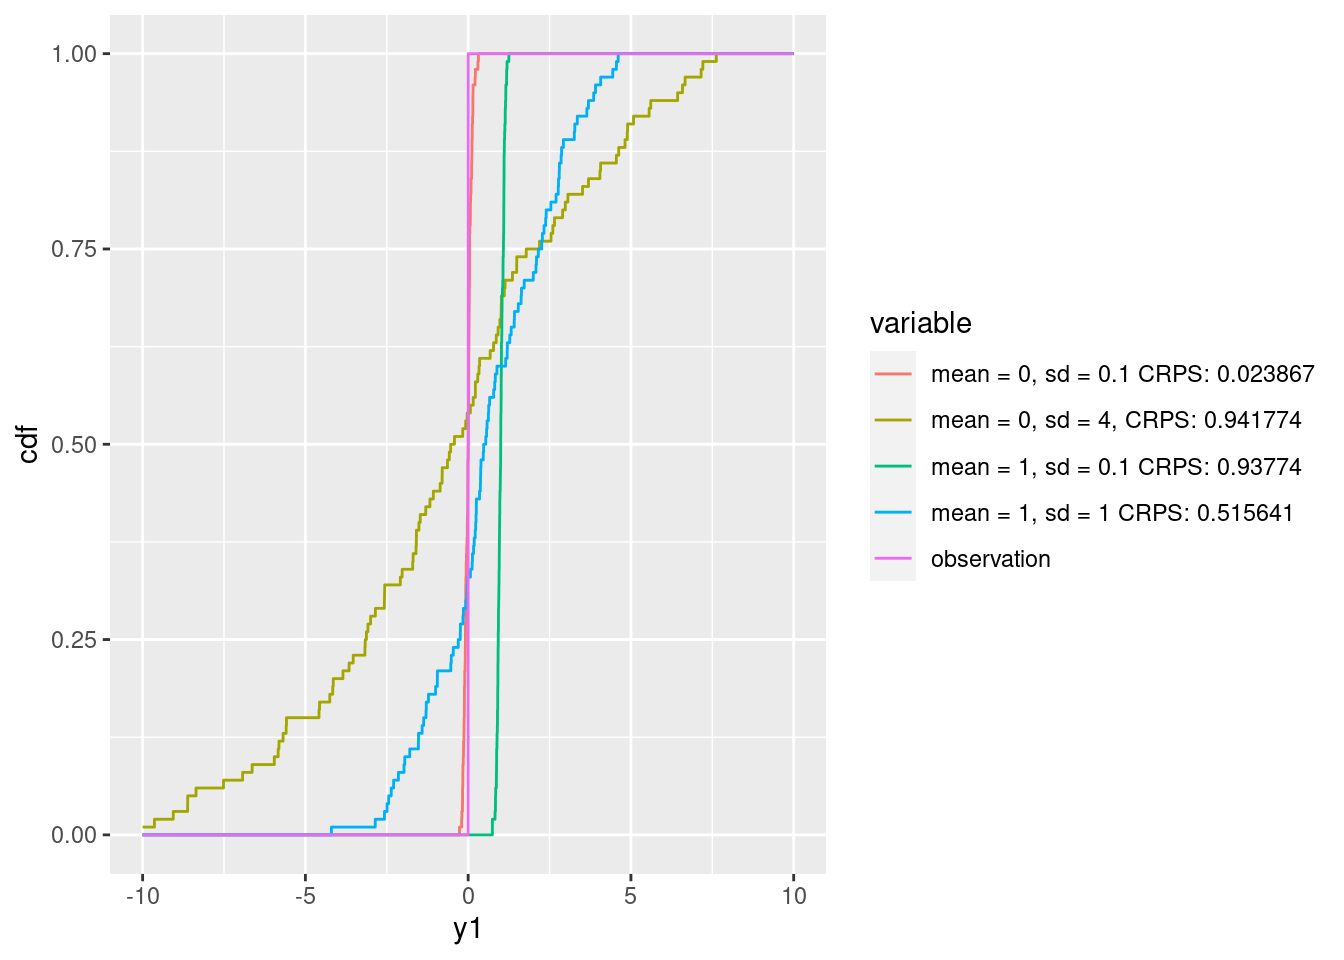 1.00
0.75
0.50
0.25
0.00
cdf
-10
-5
0
5
10
y1
variable
mean = 0, sd = 0.1 CRPS: 0.023867
mean = 0, sd = 4, CRPS: 0.941774
mean = 1, sd = 0.1 CRPS: 0.93774
mean = 1, sd = 1 CRPS: 0.515641
observation